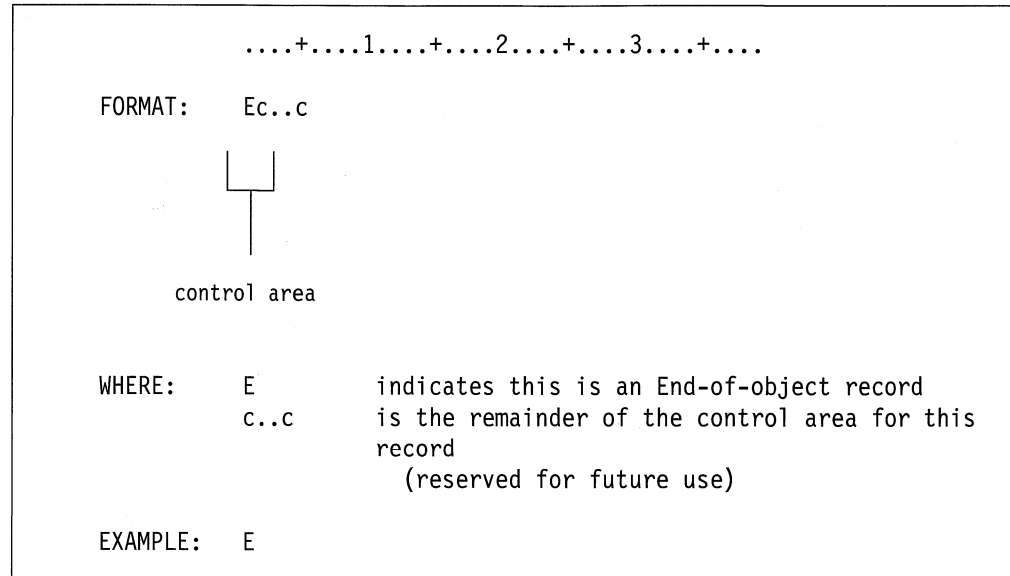 ....+....1....+....2....+....3....+....
FORMAT: Ec..c
control area
WHERE: E indicates this is an End-of-object record
c..c is the remainder of the control area for this
record
(reserved for future use)
EXAMPLE: E